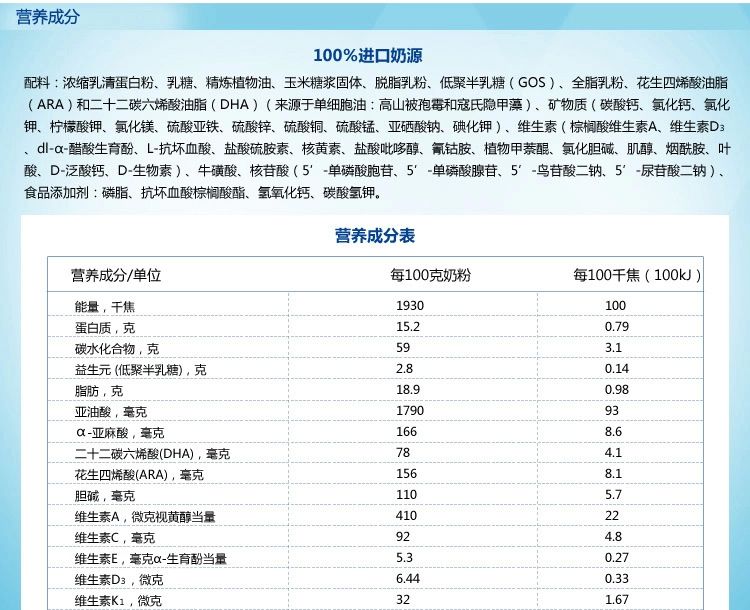 营养成分
100%进口奶源
配料：浓缩乳清蛋白粉、乳糖、精炼植物油、玉米糖浆固体、脱脂乳粉、低聚半乳糖（GOS）、全脂乳粉、花生四烯酸油脂
（ARA）和二十二碳六烯酸油脂（DHA）（来源于单细胞油：高山被孢霉和寇氏隐甲藻）、矿物质（碳酸钙、氯化钙、氯化
钾、柠檬酸钾、氯化镁、硫酸亚铁、硫酸锌、硫酸铜、硫酸锰、亚硒酸钠、碘化钾）、维生素（棕榈酸维生素A、维生素D₃
、dl-α-醋酸生育酚、L-抗坏血酸、盐酸硫胺素、核黄素、盐酸吡哆醇、氰钴胺、植物甲萘醌、氯化胆碱、肌醇、烟酰胺、叶
酸、D-泛酸钙、D-生物素）、牛磺酸、核苷酸（5′-单磷酸胞苷、5′-单磷酸腺苷、5′-鸟苷酸二钠、5′-尿苷酸二钠）、
食品添加剂：磷脂、抗坏血酸棕榈酸酯、氢氧化钙、碳酸氢钾。
营养成分表
营养成分/单位 每100克奶粉 每100千焦（100kJ）
能量，千焦 1930 100
蛋白质，克 15.2 0.79
碳水化合物，克 59 3.1
益生元 (低聚半乳糖)，克 2.8 0.14
脂肪，克 18.9 0.98
亚油酸，毫克 1790 93
α-亚麻酸，毫克 166 8.6
二十二碳六烯酸(DHA)，毫克 78 4.1
花生四烯酸(ARA)，毫克 156 8.1
胆碱，毫克 110 5.7
维生素A，微克视黄醇当量 410 22
维生素C，毫克 92 4.8
维生素E，毫克α-生育酚当量 5.3 0.27
维生素D₃，微克 6.44 0.33
维生素K₁，微克 32 1.67